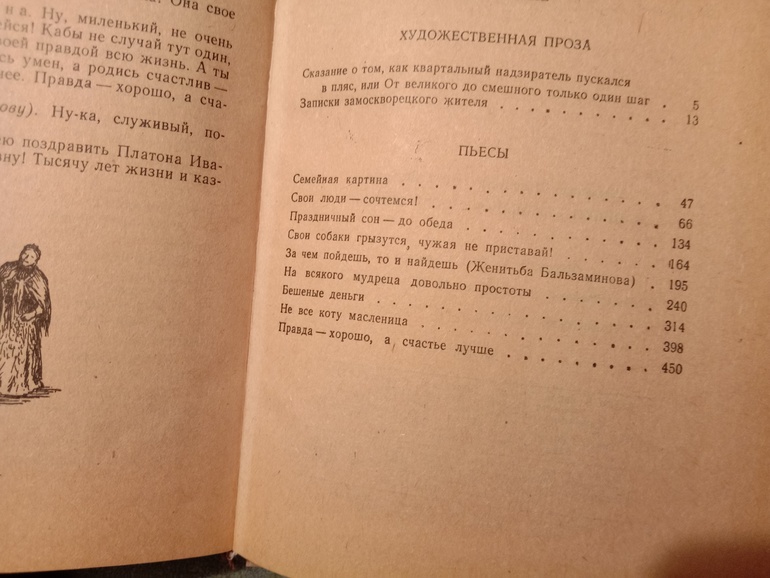 Она свое
на. Ну, миленький, не очень
йся! Кабы не случай тут один,
воей правдой всю жизнь. А ты
сь умен, а родись счастлив —
нее. Правда — хорошо, а сча-
ову). Ну-ка, служивый, по-
ю поздравить Платона Ива-
ну! Тысячу лет жизни и каз-
ХУДОЖЕСТВЕННАЯ ПРОЗА
Сказание о том, как квартальный надзиратель пускался
в пляс, или От великого до смешного только один шаг . 5
Записки замоскворецкого жителя . . . . . . . . . . 13
ПЬЕСЫ
Семейная картина . . . . . . . . . . . . . 47
Свои люди — сочтемся! . . . . . . . . . . . . 66
Праздничный сон — до обеда . . . . . . . . . . 134
Свои собаки грызутся, чужая не приставай! . . . . . . 164
За чем пойдешь, то и найдешь (Женитьба Бальзаминова) . 195
На всякого мудреца довольно простоты . . . . . . . 240
Бешеные деньги . . . . . . . . . . . . . . 314
Не все коту масленица . . . . . . . . . . . . 398
Правда — хорошо, а счастье лучше . . . . . . . . 450